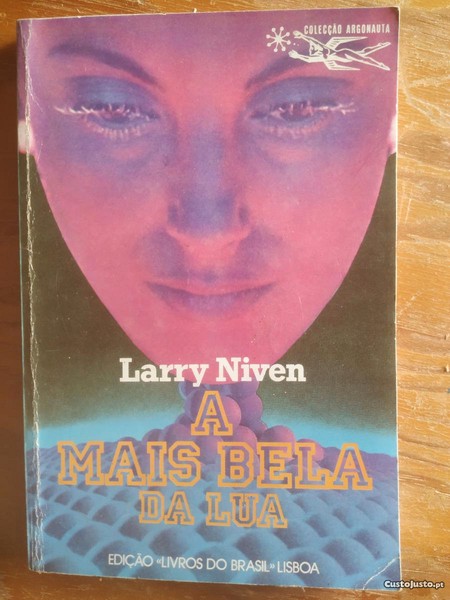 COLECÇÃO ARGONAUTA
Larry Niven
A
MAIS BELA
DA LUA
EDIÇÃO «LIVROS DO BRASIL» LISBOA
CustoJusto.pt